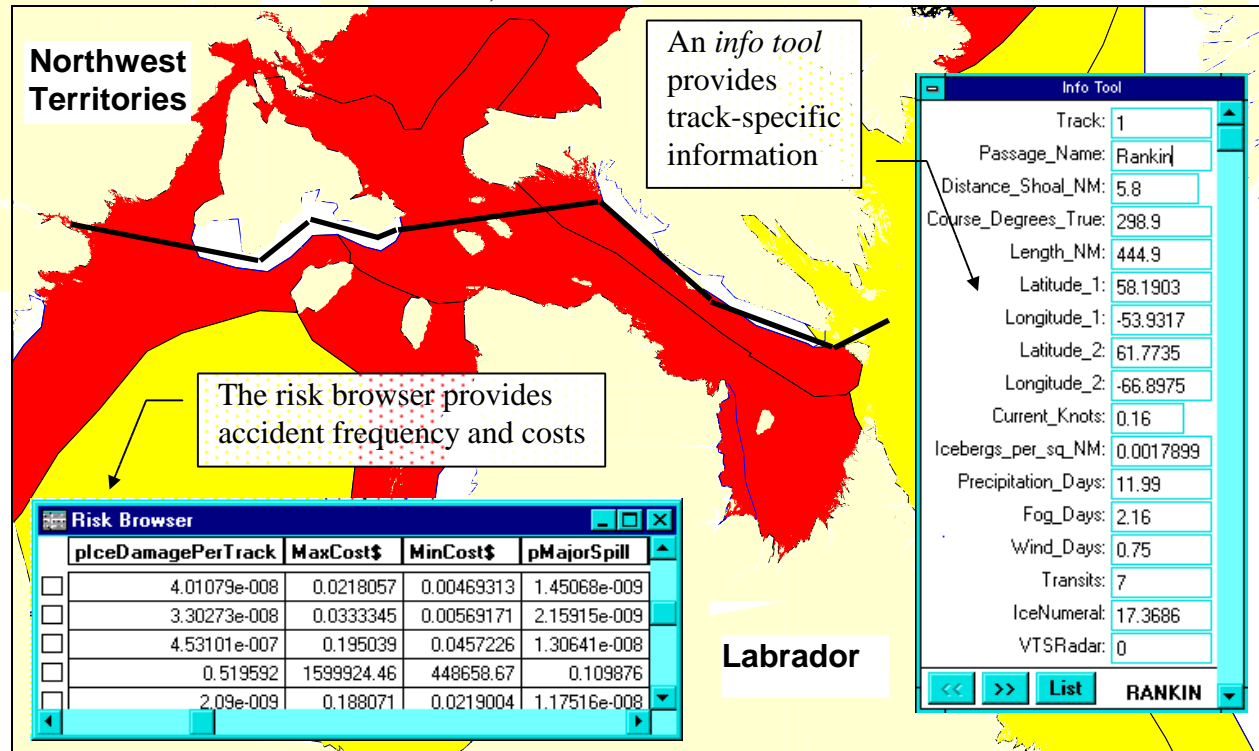 Northwest
Territories
An info tool
provides
track-specific
information
Info Tool
Track: 1
Passage_Name: Rankin
Distance_Shoal_NM: 5.8
Course_Degrees_True: 298.9
Length_NM: 444.9
Latitude_1: 58.1903
Longitude_1: -53.9317
Latitude_2: 61.7735
Longitude_2: -66.8975
Current_Knots: 0.16
Icebergs_per_sq_NM: 0.0017899
Precipitation_Days: 11.99
Fog_Days: 2.16
Wind_Days: 0.75
Transits: 7
IceNumeral: 17.3686
VTSRadar: 0
<< >> List RANKIN
The risk browser provides
accident frequency and costs
Risk Browser
pIceDamagePerTrack MaxCost$ MinCost$ pMajorSpill
4.01079e-008 0.0218057 0.00469313 1.45068e-009
3.30273e-008 0.0333345 0.00569171 2.15915e-009
4.53101e-007 0.195039 0.0457226 1.30641e-008
0.519592 1599924.46 448658.67 0.109876
2.09e-009 0.188071 0.0219004 1.17516e-008
Labrador